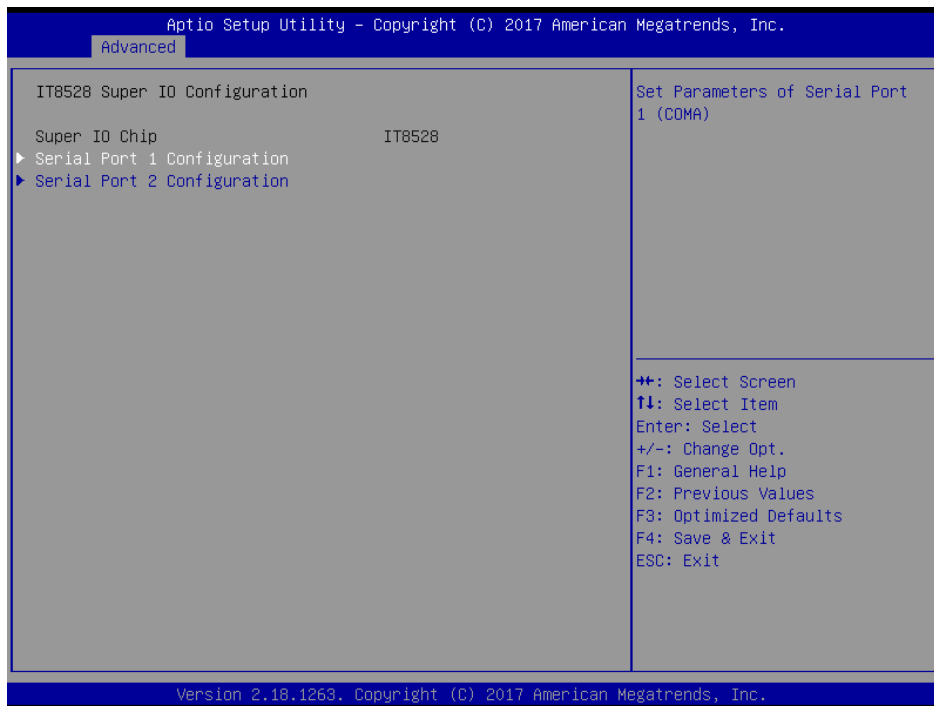 Aptio Setup Utility – Copyright (C) 2017 American Megatrends, Inc.
Advanced
IT8528 Super IO Configuration
Super IO Chip IT8528
▶ Serial Port 1 Configuration
▶ Serial Port 2 Configuration
Set Parameters of Serial Port
1 (COMA)
→←: Select Screen
↑↓: Select Item
Enter: Select
+/-: Change Opt.
F1: General Help
F2: Previous Values
F3: Optimized Defaults
F4: Save & Exit
ESC: Exit
Version 2.18.1263. Copyright (C) 2017 American Megatrends, Inc.